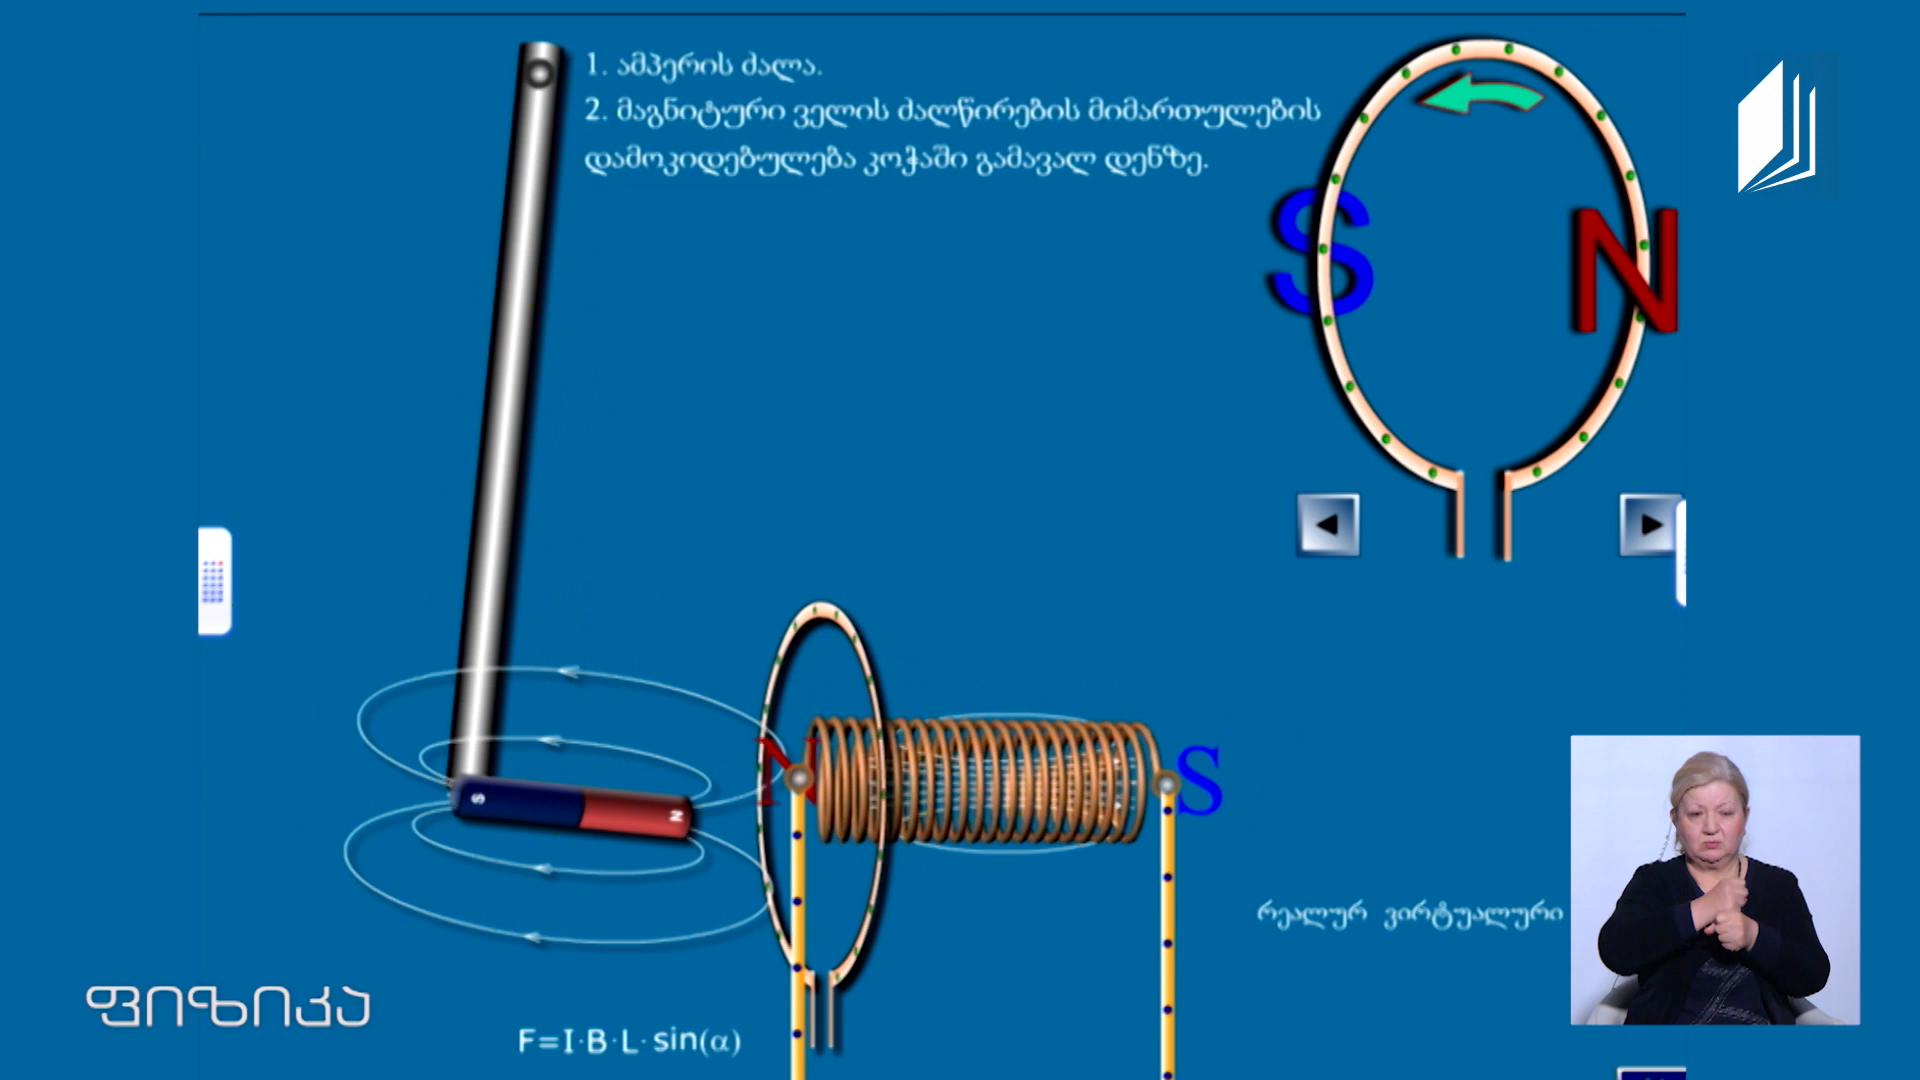 1. ამპერის ძალა.
2. მაგნიტური ველის ძალწირების მიმართულების
დამოკიდებულება კოჭაში გამავალ დენზე.
S
N
N
S
S
N
რეალურ ვირტუალური
ფიზიკა
F=I·B·L·sin(α)